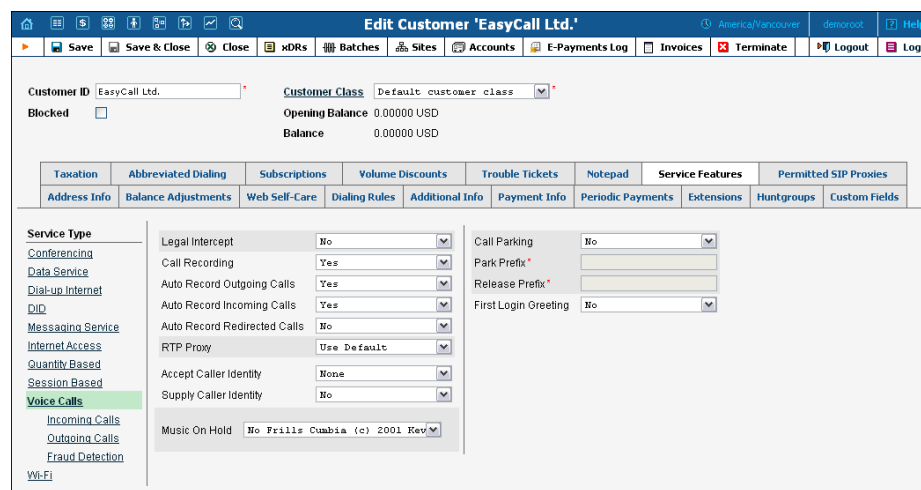 Edit Customer 'EasyCall Ltd.' America/Vancouver demoroot ? Help
Save Save & Close Close xDRs Batches Sites Accounts E-Payments Log Invoices Terminate Logout Log
Customer ID EasyCall Ltd. * Customer Class Default customer class *
Blocked Opening Balance 0.00000 USD
Balance 0.00000 USD
Taxation Abbreviated Dialing Subscriptions Volume Discounts Trouble Tickets Notepad Service Features Permitted SIP Proxies
Address Info Balance Adjustments Web Self-Care Dialing Rules Additional Info Payment Info Periodic Payments Extensions Huntgroups Custom Fields
Service Type
Conferencing
Data Service
Dial-up Internet
DID
Messaging Service
Internet Access
Quantity Based
Session Based
Voice Calls
Incoming Calls
Outgoing Calls
Fraud Detection
Wi-Fi
Legal Intercept No
Call Recording Yes
Auto Record Outgoing Calls Yes
Auto Record Incoming Calls Yes
Auto Record Redirected Calls No
RTP Proxy Use Default
Accept Caller Identity None
Supply Caller Identity No
Music On Hold No Frills Cumbia (c) 2001 Kev
Call Parking No
Park Prefix *
Release Prefix *
First Login Greeting No